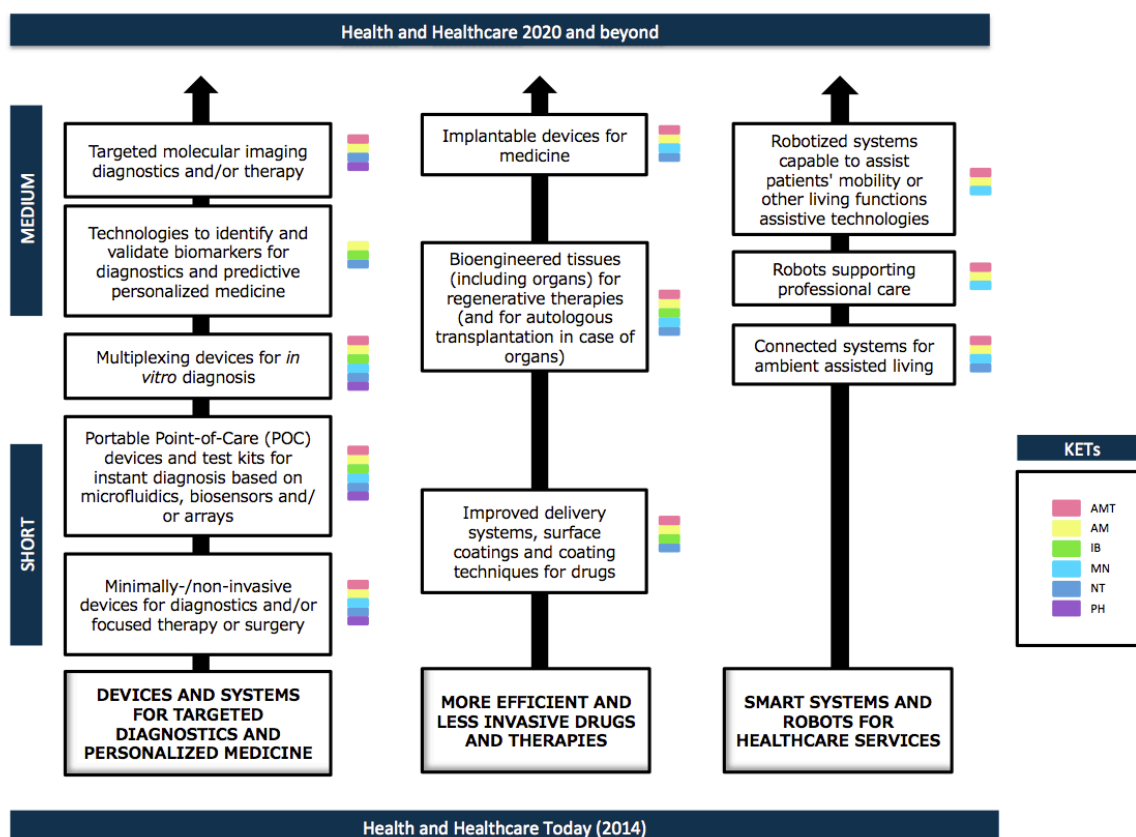 Health and Healthcare 2020 and beyond
MEDIUM
SHORT
Targeted molecular imaging
diagnostics and/or therapy
Technologies to identify and
validate biomarkers for
diagnostics and predictive
personalized medicine
Multiplexing devices for in
vitro diagnosis
Portable Point-of-Care (POC)
devices and test kits for
instant diagnosis based on
microfluidics, biosensors and/
or arrays
Minimally-/non-invasive
devices for diagnostics and/or
focused therapy or surgery
DEVICES AND SYSTEMS
FOR TARGETED
DIAGNOSTICS AND
PERSONALIZED MEDICINE
Implantable devices for
medicine
Bioengineered tissues
(including organs) for
regenerative therapies
(and for autologous
transplantation in case of
organs)
Improved delivery
systems, surface
coatings and coating
techniques for drugs
MORE EFFICIENT AND
LESS INVASIVE DRUGS
AND THERAPIES
Robotized systems
capable to assist
patients' mobility or
other living functions
assistive technologies
Robots supporting
professional care
Connected systems for
ambient assisted living
SMART SYSTEMS AND
ROBOTS FOR
HEALTHCARE SERVICES
KETs
AMT
AM
IB
MN
NT
PH
Health and Healthcare Today (2014)